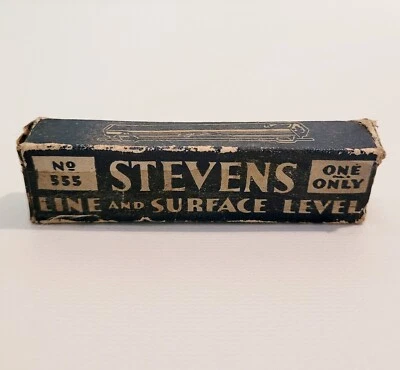 Nº 555 STEVENS ONE ONLY
LINE AND SURFACE LEVEL